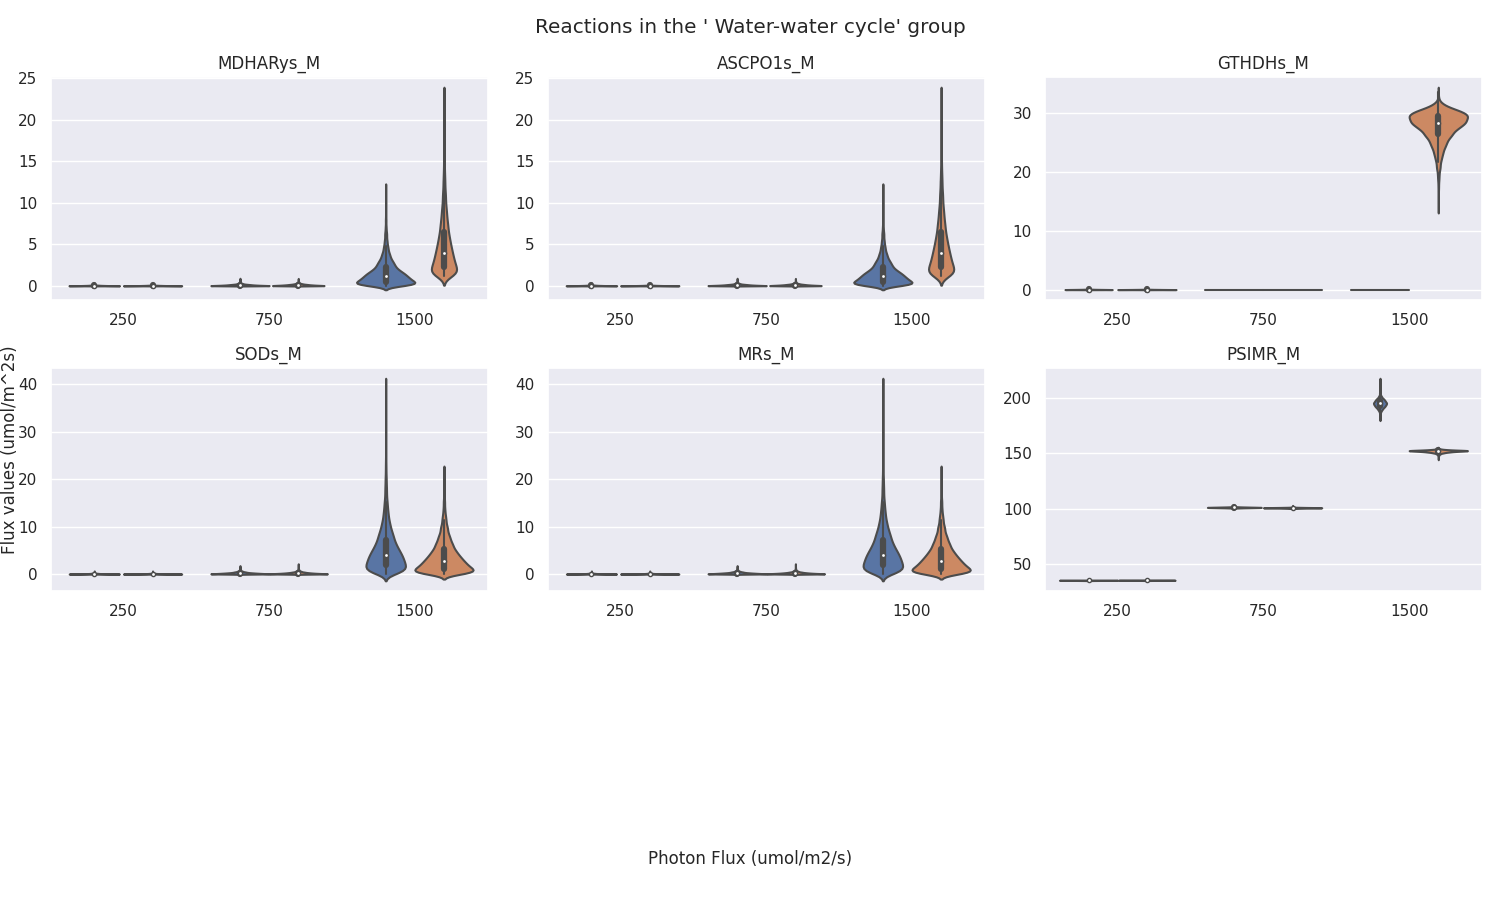 Reactions in the ' Water-water cycle' group
MDHARys_M
25
20
15
10
5
0
250 750 1500
ASCPO1s_M
25
20
15
10
5
0
250 750 1500
GTHDHs_M
30
20
10
0
250 750 1500
Flux values (umol/m^2s)
SODs_M
40
30
20
10
0
250 750 1500
MRs_M
40
30
20
10
0
250 750 1500
PSIMR_M
200
150
100
50
250 750 1500
Photon Flux (umol/m2/s)